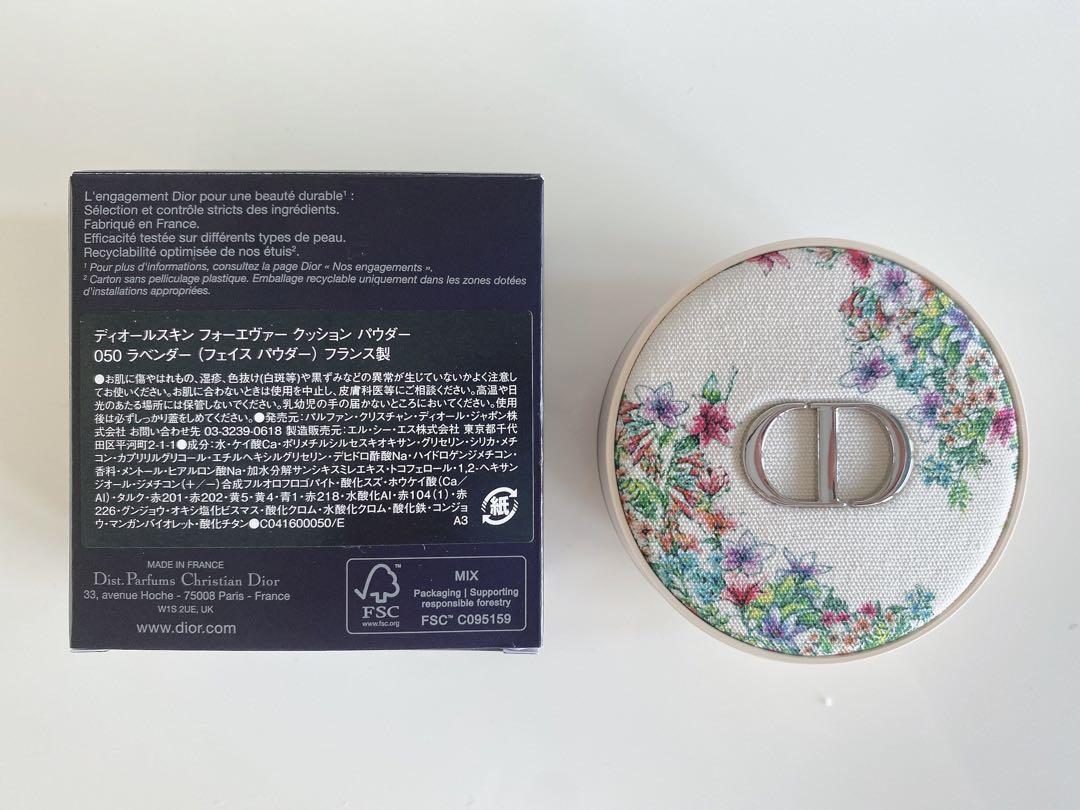 L'engagement Dior pour une beauté durable¹ :
Sélection et contrôle stricts des ingrédients.
Fabriqué en France.
Efficacité testée sur différents types de peau.
Recyclabilité optimisée de nos étuis².
¹ Pour plus d'informations, consultez la page Dior « Nos engagements ».
² Carton sans pelliculage plastique. Emballage recyclable uniquement dans les zones dotées
d'installations appropriées.
ディオールスキン フォーエヴァー クッション パウダー
050 ラベンダー (フェイス パウダー) フランス製
●お肌に傷やはれもの、湿疹、色抜け(白斑等)や黒ずみなどの異常が生じていないかよく注意し
てお使いください。お肌に合わないときは使用を中止し、皮膚科医等にご相談ください。高温や日
光のあたる場所には保管しないでください。乳幼児の手の届かないところにおいてください。使用
後は必ずしっかり蓋をしめてください。●発売元:パルファン・クリスチャン・ディオール・ジャポン株
式会社 お問い合わせ先 03-3239-0618 製造販売元:エル・シー・エス株式会社 東京都千代
田区平河町2-1-1●成分:水・ケイ酸Ca・ポリメチルシルセスキオキサン・グリセリン・シリカ・メチ
コン・カプリリルグリコール・エチルヘキシルグリセリン・デヒドロ酢酸Na・ハイドロゲンジメチコン・
香料・メントール・ヒアルロン酸Na・加水分解サンシキスミレエキス・トコフェロール・1,2-ヘキサン
ジオール・ジメチコン(+/−)合成フルオロフロゴパイト・酸化スズ・ホウケイ酸(Ca/
Al)・タルク・赤201・赤202・黄5・黄4・青1・赤218・水酸化Al・赤104(1)・赤
226・グンジョウ・オキシ塩化ビスマス・酸化クロム・水酸化クロム・酸化鉄・コンジョ
ウ・マンガンバイオレット・酸化チタン●C041600050/E
A3
紙
MADE IN FRANCE
Dist. Parfums Christian Dior
33, avenue Hoche - 75008 Paris - France
W1S 2UE, UK
www.dior.com
FSC
www.fsc.org
MIX
Packaging | Supporting
responsible forestry
FSC™ C095159
CD